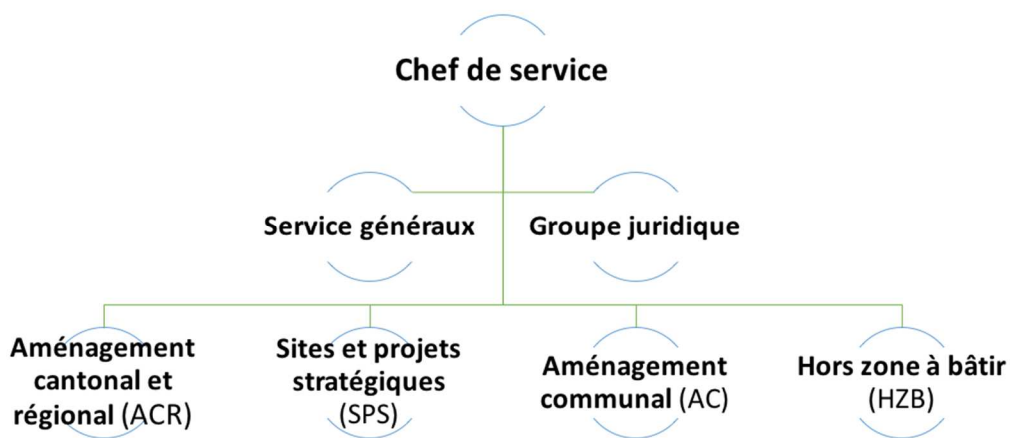 Chef de service
Service généraux
Groupe juridique
Aménagement
cantonal et
régional (ACR)
Sites et projets
stratégiques
(SPS)
Aménagement
communal (AC)
Hors zone à bâtir
(HZB)